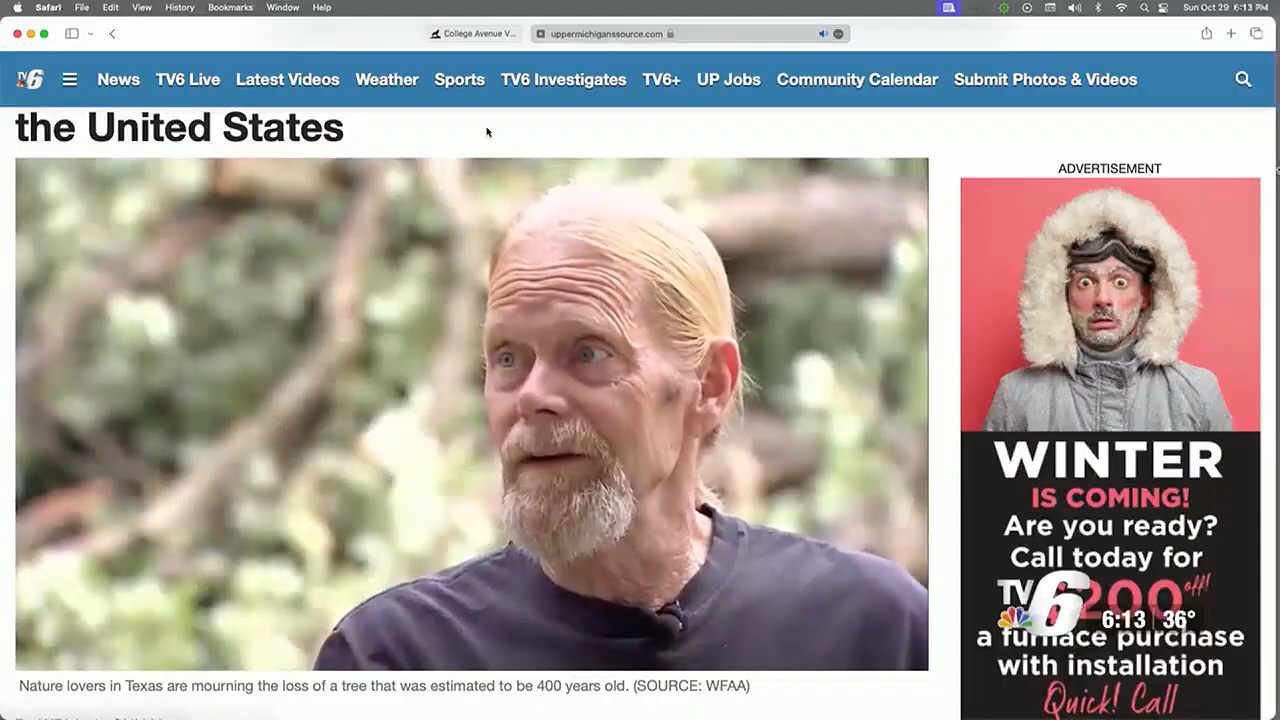 Safari File Edit View History Bookmarks Window Help Sun Oct 29 6:13 PM
College Avenue V... uppermichiganssource.com
TV6 News TV6 Live Latest Videos Weather Sports TV6 Investigates TV6+ UP Jobs Community Calendar Submit Photos & Videos
the United States
ADVERTISEMENT
WINTER
IS COMING!
Are you ready?
Call today for
200 off!
TV6 6:13 36°
a furnace purchase
with installation
Quick! Call
Nature lovers in Texas are mourning the loss of a tree that was estimated to be 400 years old. (SOURCE: WFAA)